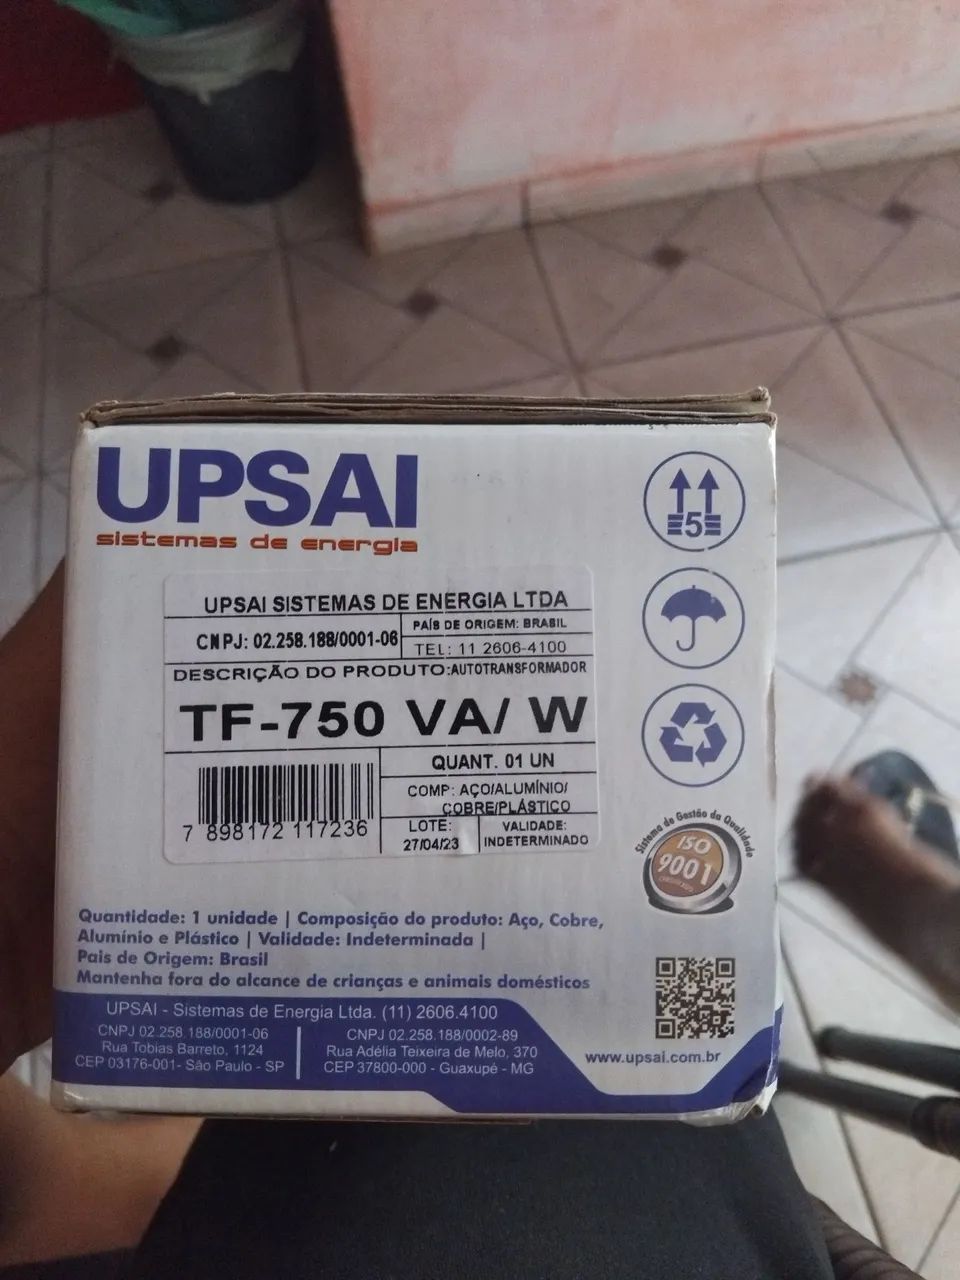 UPSAI
sistemas de energia
5
UPSAI SISTEMAS DE ENERGIA LTDA
CNPJ: 02.258.188/0001-06
PAÍS DE ORIGEM: BRASIL
TEL: 11 2606-4100
DESCRIÇÃO DO PRODUTO:AUTOTRANSFORMADOR
TF-750 VA/ W
QUANT. 01 UN
COMP: AÇO/ALUMÍNIO/
COBRE/PLÁSTICO
7 898172 117236
LOTE:
27/04/23
VALIDADE:
INDETERMINADO
Sistema de Gestão da Qualidade
ISO
9001
Quantidade: 1 unidade | Composição do produto: Aço, Cobre,
Alumínio e Plástico | Validade: Indeterminada |
Pais de Origem: Brasil
Mantenha fora do alcance de crianças e animais domésticos
UPSAI - Sistemas de Energia Ltda. (11) 2606.4100
CNPJ 02.258.188/0001-06
Rua Tobias Barreto, 1124
CEP 03176-001- São Paulo - SP
CNPJ 02.258.188/0002-89
Rua Adélia Teixeira de Melo, 370
CEP 37800-000 - Guaxupé - MG
www.upsai.com.br